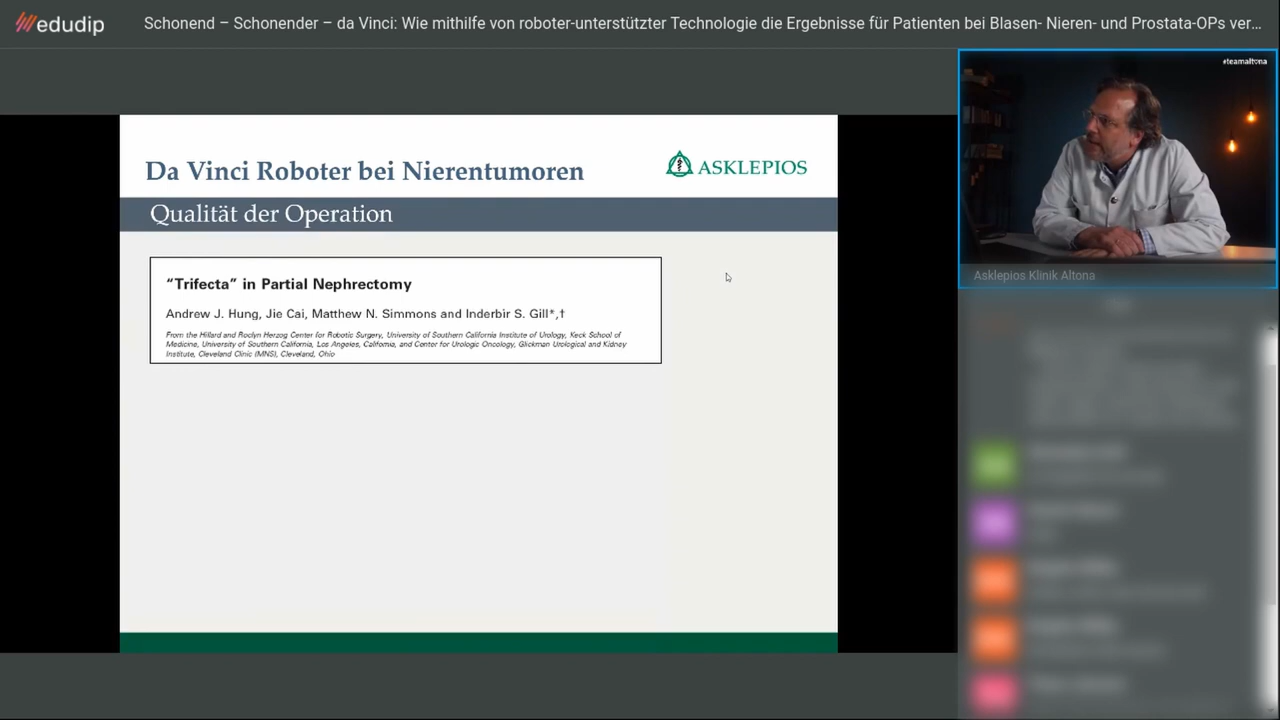 edudip
Schonend – Schonender – da Vinci: Wie mithilfe von roboter-unterstützter Technologie die Ergebnisse für Patienten bei Blasen- Nieren- und Prostata-OPs ver…
#teamaltona
Da Vinci Roboter bei Nierentumoren
ASKLEPIOS
Qualität der Operation
“Trifecta” in Partial Nephrectomy
Andrew J. Hung, Jie Cai, Matthew N. Simmons and Inderbir S. Gill*,†
From the Hillard and Roclyn Herzog Center for Robotic Surgery, University of Southern California Institute of Urology, Keck School of
Medicine, University of Southern California, Los Angeles, California, and Center for Urologic Oncology, Glickman Urological and Kidney
Institute, Cleveland Clinic (MNS), Cleveland, Ohio
Asklepios Klinik Altona